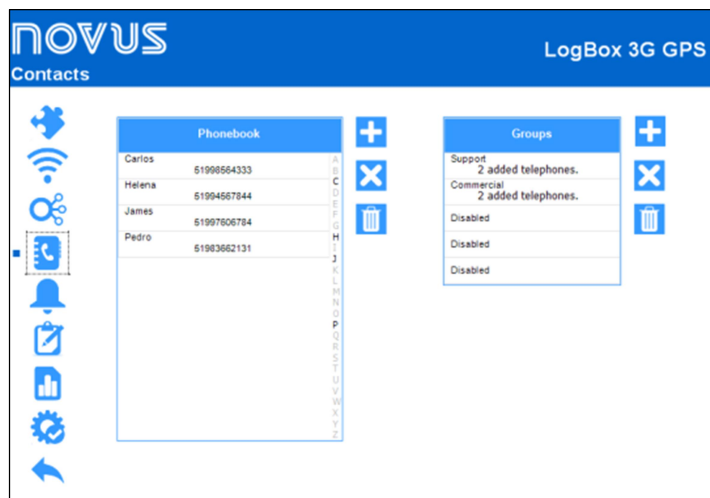 NOVUS
LogBox 3G GPS
Contacts
Phonebook
Carlos
51998564333
Helena
51994567844
James
51997606784
Pedro
51983662131
A
B
C
D
E
F
G
H
I
J
K
L
M
N
O
P
Q
R
S
T
U
V
W
X
Y
Z
Groups
Support
2 added telephones.
Commercial
2 added telephones.
Disabled
Disabled
Disabled